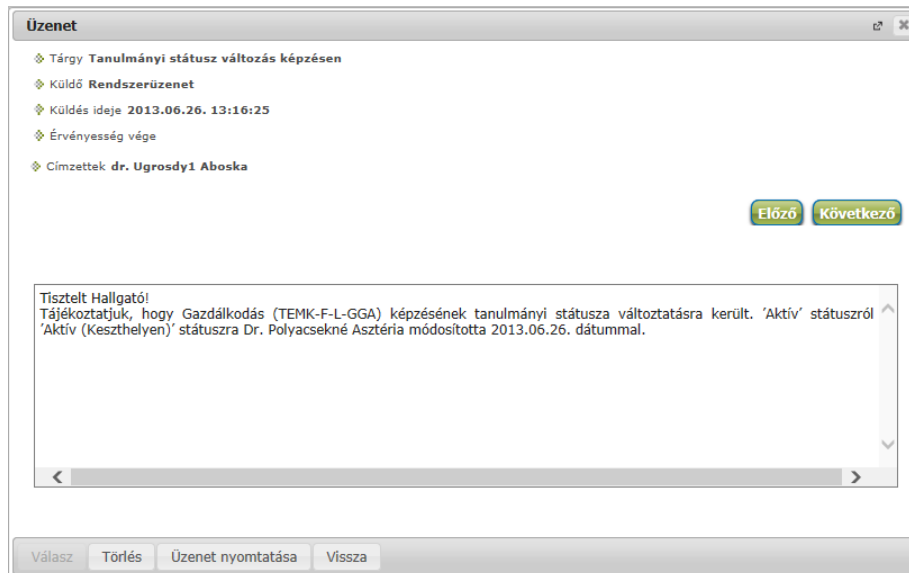 Üzenet
Tárgy Tanulmányi státusz változás képzésen
Küldő Rendszerüzenet
Küldés ideje 2013.06.26. 13:16:25
Érvényesség vége
Címzettek dr. Ugrosdy1 Aboska
Előző Következő
Tisztelt Hallgató!
Tájékoztatjuk, hogy Gazdálkodás (TEMK-F-L-GGA) képzésének tanulmányi státusza változtatásra került. 'Aktív' státuszról
'Aktív (Keszthelyen)' státuszra Dr. Polyacsekné Asztéria módosította 2013.06.26. dátummal.
Válasz Törlés Üzenet nyomtatása Vissza